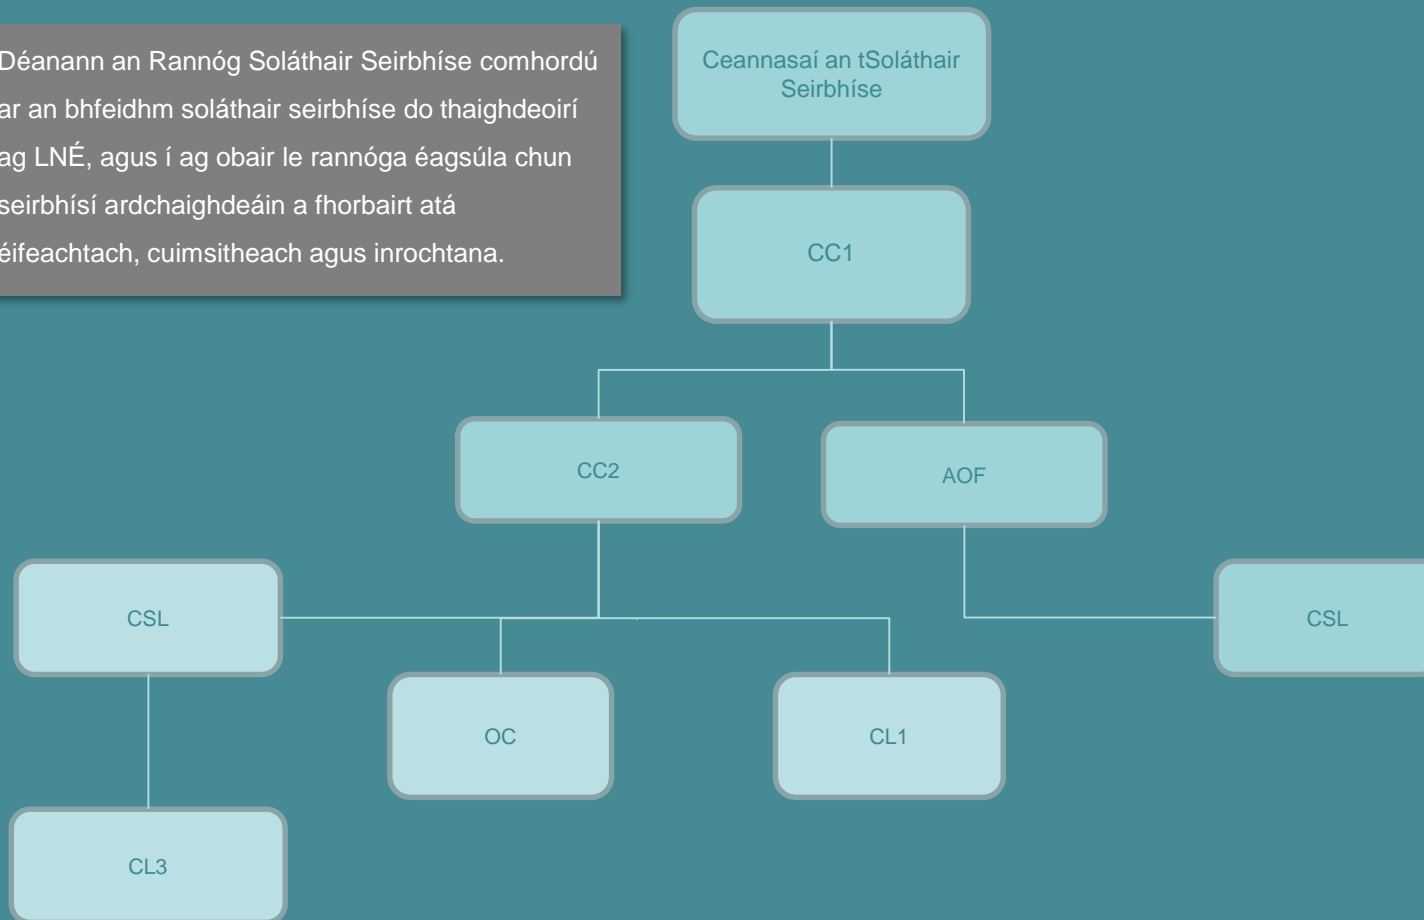 Déanann an Rannóg Soláthair Seirbhíse comhordú
ar an bhfeidhm soláthair seirbhíse do thaighdeoirí
ag LNÉ, agus í ag obair le rannóga éagsúla chun
seirbhísí ardchaighdeáin a fhorbairt atá
éifeachtach, cuimsitheach agus inrochtana.
Ceannasaí an tSoláthair
Seirbhíse
CC1
CC2
AOF
CSL
CSL
OC
CL1
CL3